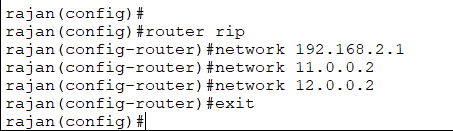 rajan(config)#
rajan(config)#router rip
rajan(config-router)#network 192.168.2.1
rajan(config-router)#network 11.0.0.2
rajan(config-router)#network 12.0.0.2
rajan(config-router)#exit
rajan(config)#